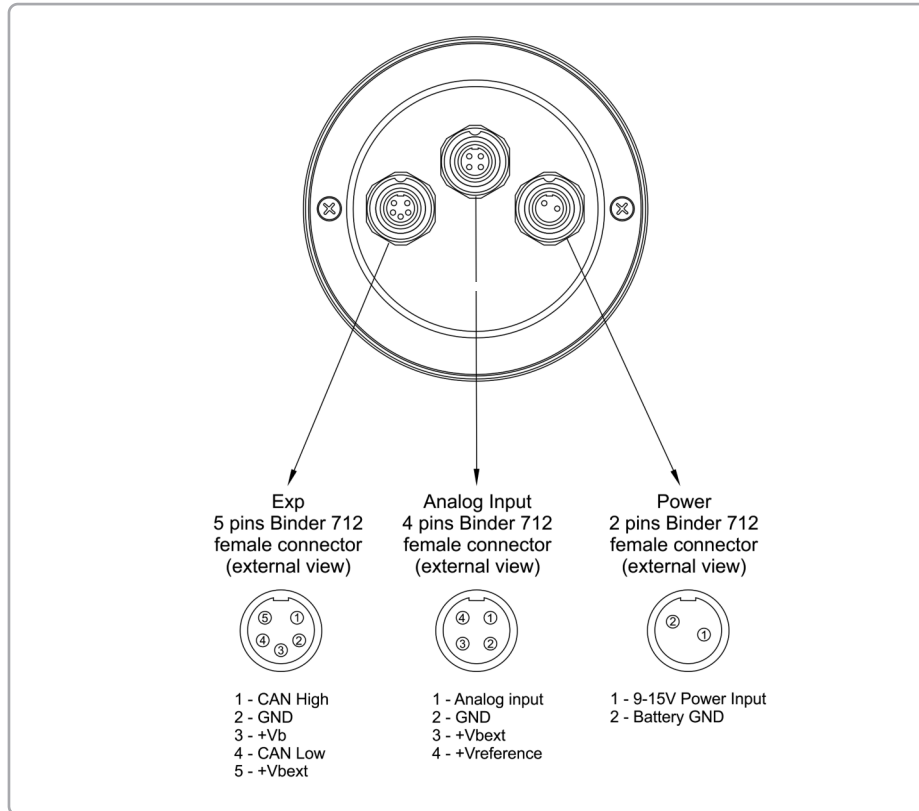 Exp
5 pins Binder 712
female connector
(external view)
5
1
4
2
3
1 - CAN High
2 - GND
3 - +Vb
4 - CAN Low
5 - +Vbext
Analog Input
4 pins Binder 712
female connector
(external view)
4
1
3
2
1 - Analog input
2 - GND
3 - +Vbext
4 - +Vreference
Power
2 pins Binder 712
female connector
(external view)
2
1
1 - 9-15V Power Input
2 - Battery GND